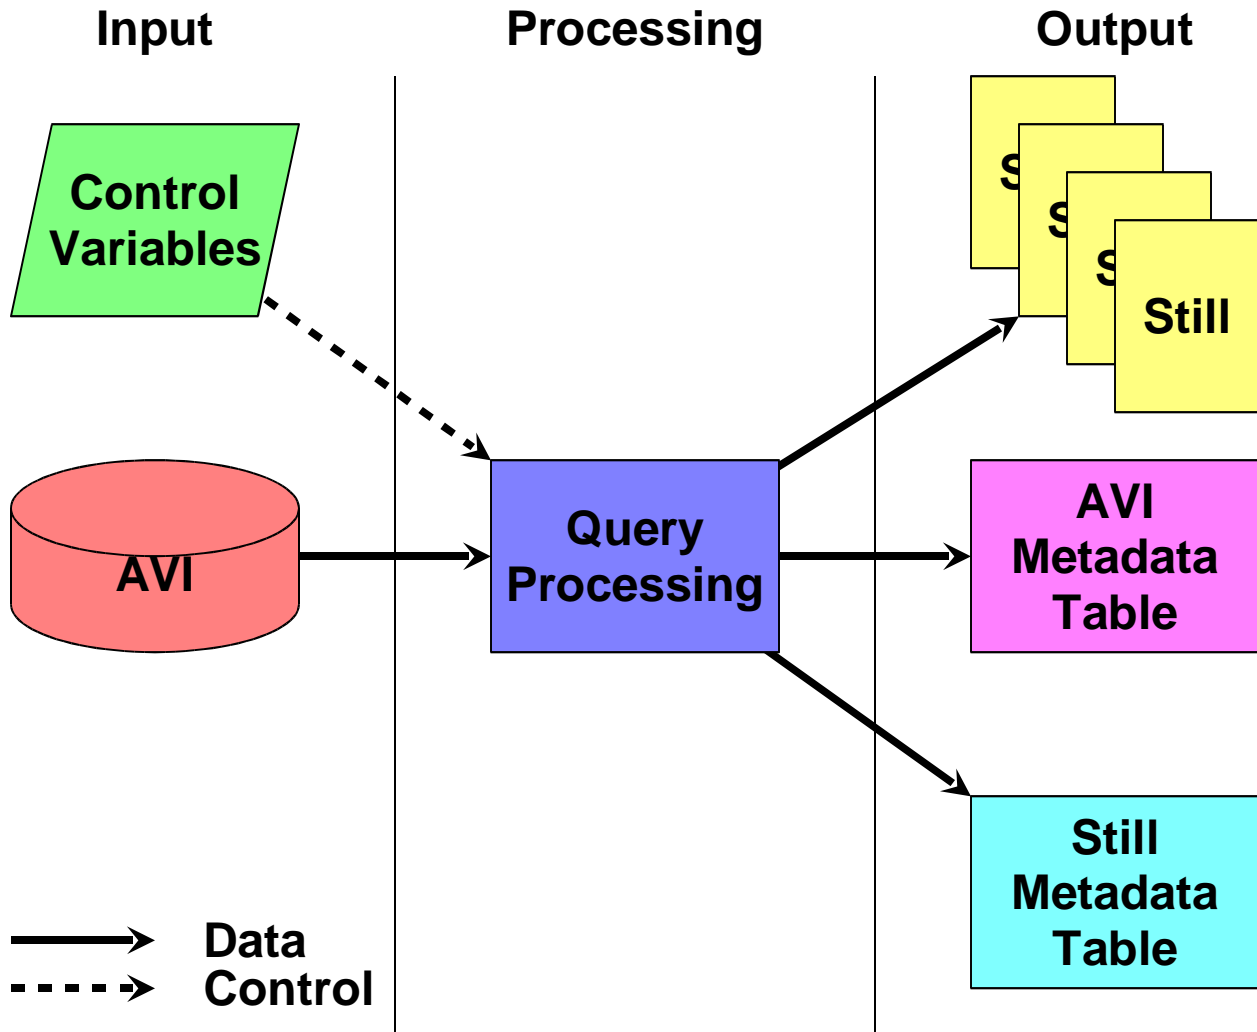 Input
Processing
Output
Control
Variables
S
S
S
Still
AVI
Query
Processing
AVI
Metadata
Table
Still
Metadata
Table
Data
Control